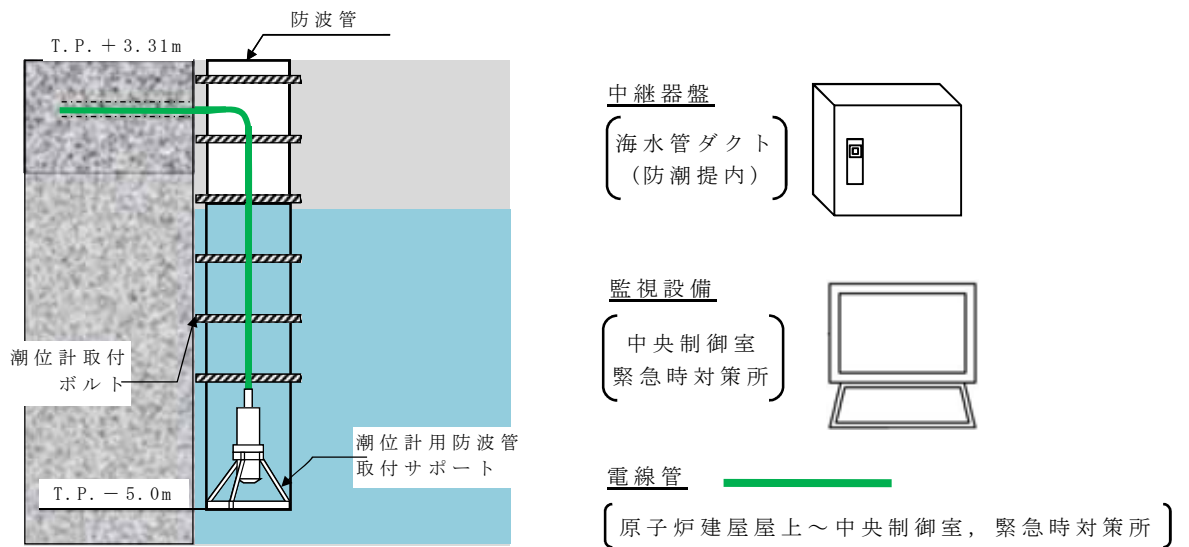 防波管
T.P.＋3.31m
潮位計取付
ボルト
潮位計用防波管
取付サポート
T.P.－5.0m
中継器盤
海水管ダクト
(防潮提内)
監視設備
中央制御室
緊急時対策所
電線管
原子炉建屋屋上～中央制御室，緊急時対策所